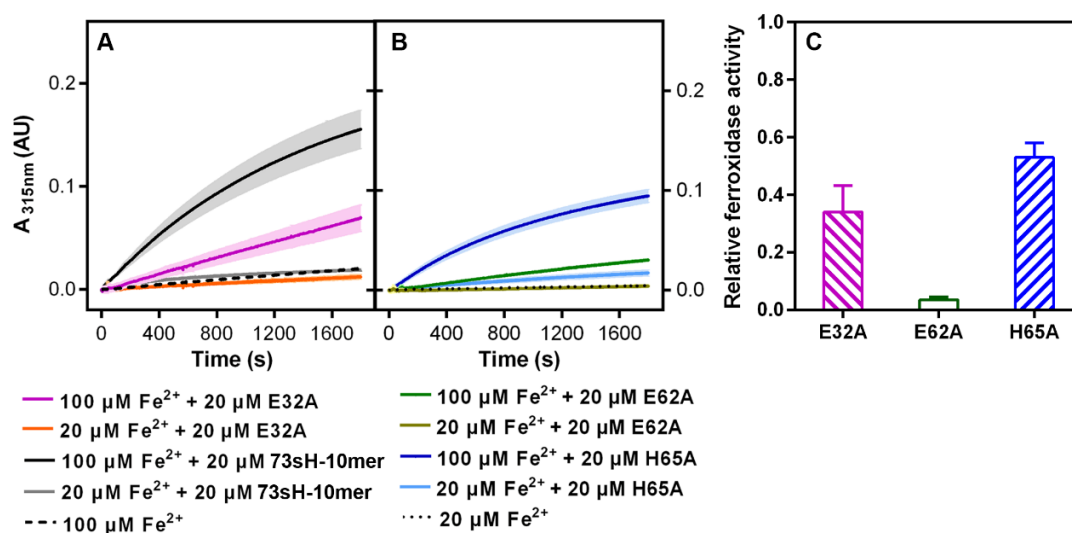 A
B
C
A 315nm (AU)
0.2
0.1
0.0
0 400 800 1200 1600
Time (s)
0.2
0.1
0.0
0 400 800 1200 1600
Time (s)
Relative ferroxidase activity
1.0
0.8
0.6
0.4
0.2
0.0
E32A E62A H65A
100 µM Fe²⁺ + 20 µM E32A
20 µM Fe²⁺ + 20 µM E32A
100 µM Fe²⁺ + 20 µM 73sH-10mer
20 µM Fe²⁺ + 20 µM 73sH-10mer
100 µM Fe²⁺
100 µM Fe²⁺ + 20 µM E62A
20 µM Fe²⁺ + 20 µM E62A
100 µM Fe²⁺ + 20 µM H65A
20 µM Fe²⁺ + 20 µM H65A
20 µM Fe²⁺